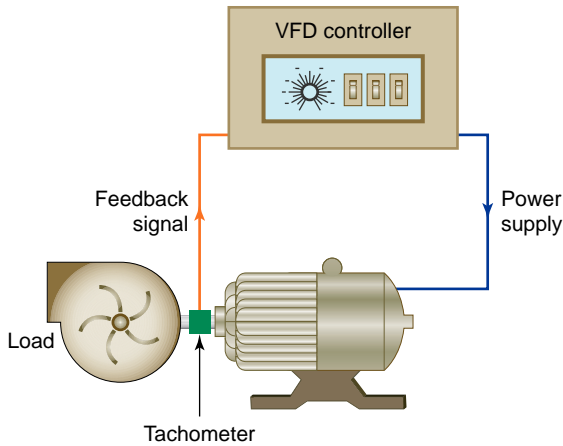 VFD controller
Feedback
signal
Power
supply
Load
Tachometer